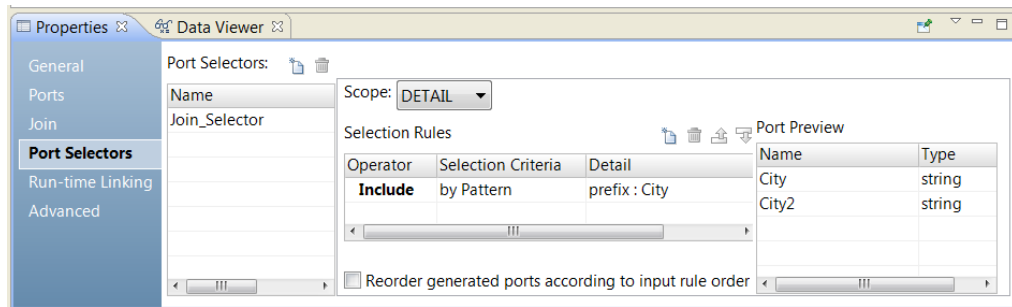 Properties Data Viewer
General
Ports
Join
Port Selectors
Run-time Linking
Advanced
Port Selectors:
Name
Join_Selector
Scope: DETAIL
Selection Rules
Operator Selection Criteria Detail
Include by Pattern prefix : City
Reorder generated ports according to input rule order
Port Preview
Name Type
City string
City2 string